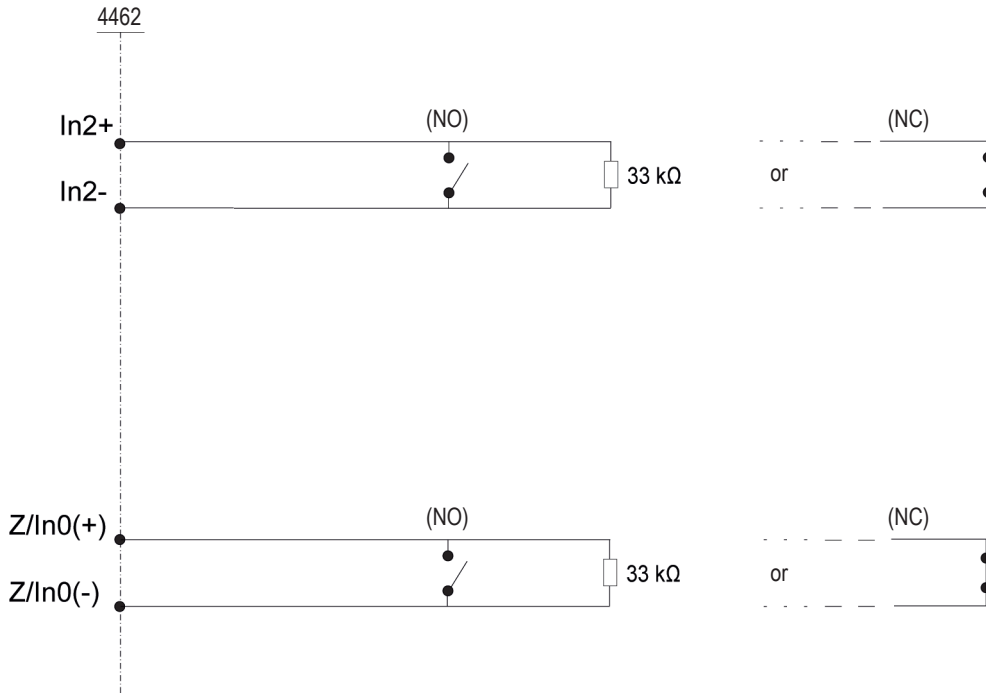 4462
In2+
(NO)
(NC)
33 kΩ
or
In2-
Z/In0(+)
(NO)
(NC)
33 kΩ
or
Z/In0(-)